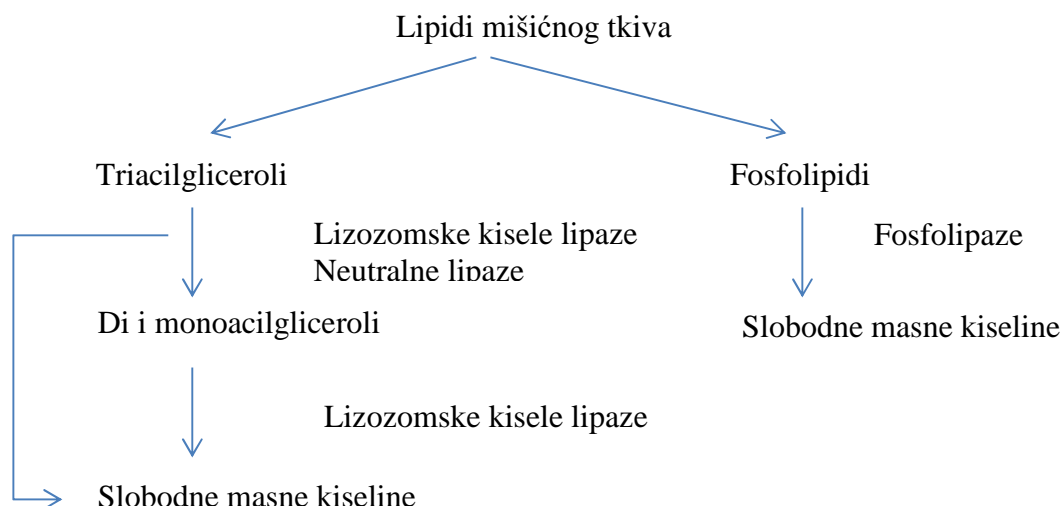 Lipidi mišićnog tkiva
Triacilgliceroli
Fosfolipidi
Lizozomske kisele lipaze
Neutralne lipaze
Fosfolipaze
Di i monoacilgliceroli
Slobodne masne kiseline
Lizozomske kisele lipaze
Slobodne masne kiseline